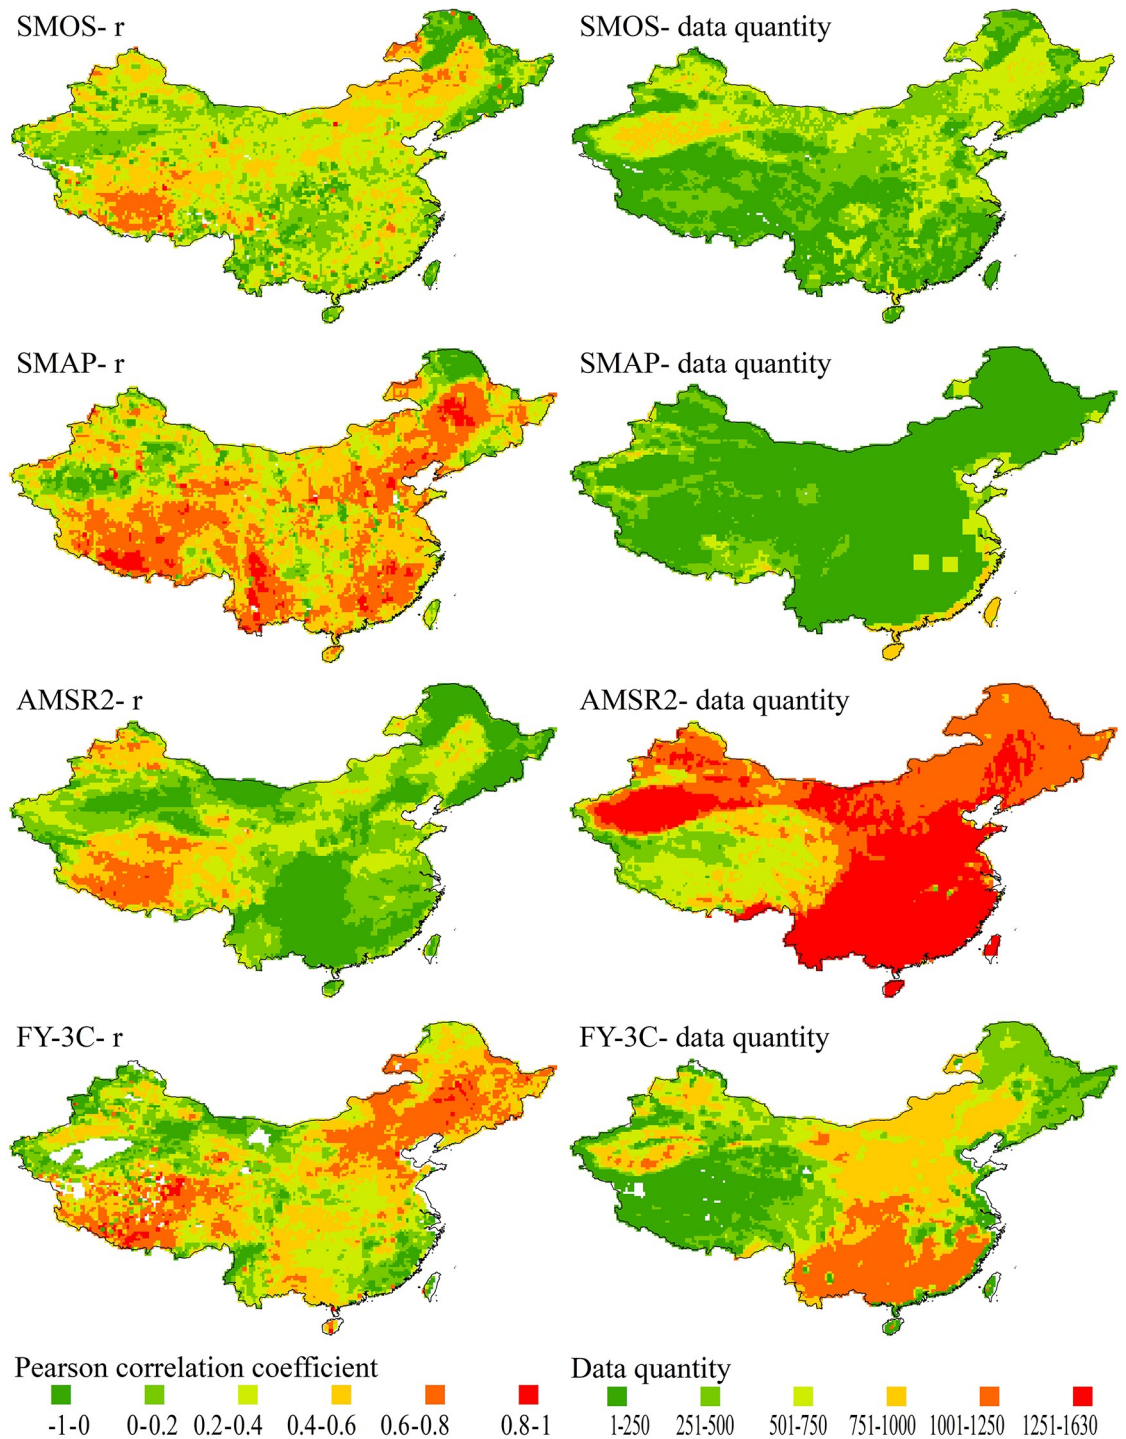 SMOS- r
SMOS- data quantity
SMAP- r
SMAP- data quantity
AMSR2- r
AMSR2- data quantity
FY-3C- r
FY-3C- data quantity
Pearson correlation coefficient
-1-0 0-0.2 0.2-0.4 0.4-0.6 0.6-0.8 0.8-1
Data quantity
1-250 251-500 501-750 751-1000 1001-1250 1251-1630